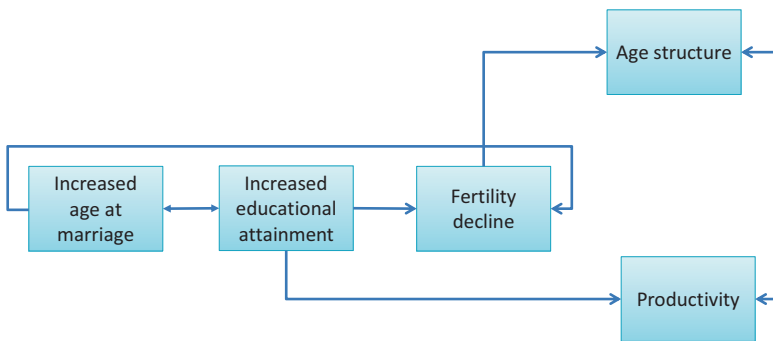 Age structure
Increased
age at
marriage
Increased
educational
attainment
Fertility
decline
Productivity